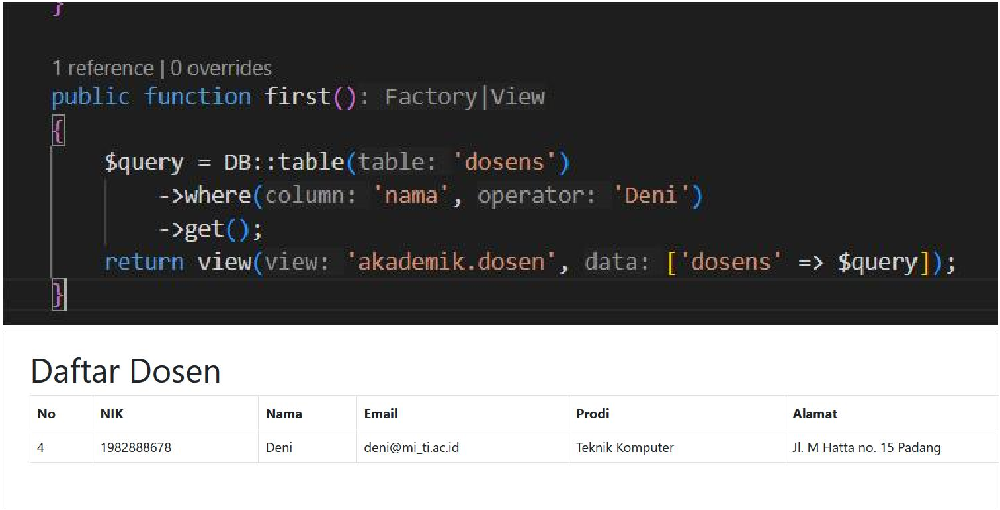 }
1 reference | 0 overrides
public function first(): Factory|View
{
$query = DB::table(table: 'dosens')
->where(column: 'nama', operator: 'Deni')
->get();
return view(view: 'akademik.dosen', data: ['dosens' => $query]);
}
Daftar Dosen
No NIK Nama Email Prodi Alamat
4 1982888678 Deni deni@mi_ti.ac.id Teknik Komputer Jl. M Hatta no. 15 Padang